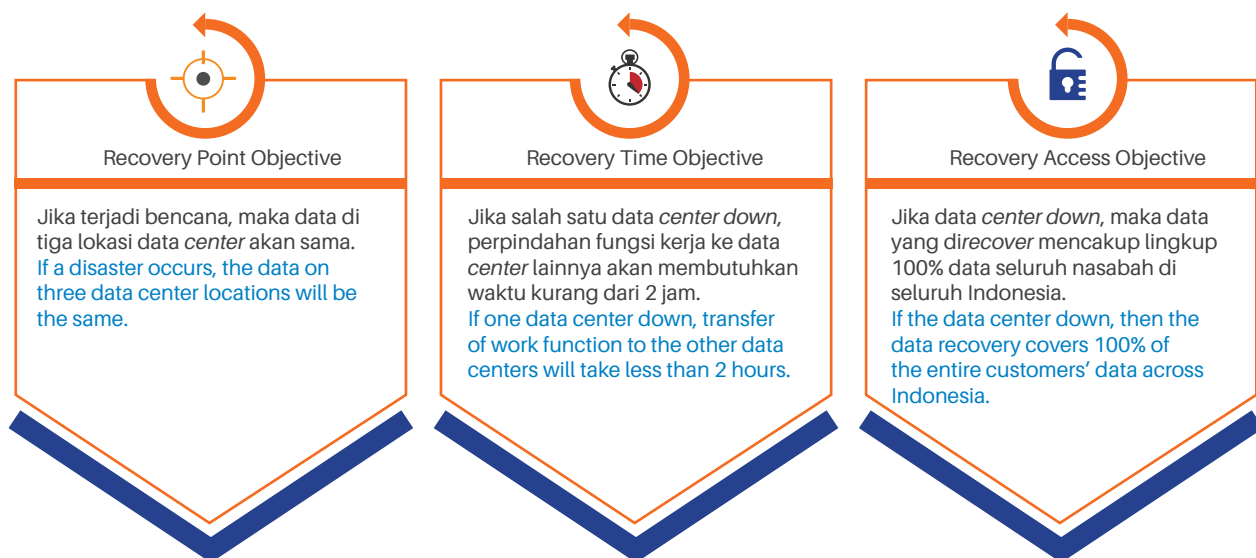 Recovery Point Objective
Jika terjadi bencana, maka data di
tiga lokasi data center akan sama.
If a disaster occurs, the data on
three data center locations will be
the same.
Recovery Time Objective
Jika salah satu data center down,
perpindahan fungsi kerja ke data
center lainnya akan membutuhkan
waktu kurang dari 2 jam.
If one data center down, transfer
of work function to the other data
centers will take less than 2 hours.
Recovery Access Objective
Jika data center down, maka data
yang direcover mencakup lingkup
100% data seluruh nasabah di
seluruh Indonesia.
If the data center down, then the
data recovery covers 100% of
the entire customers’ data across
Indonesia.